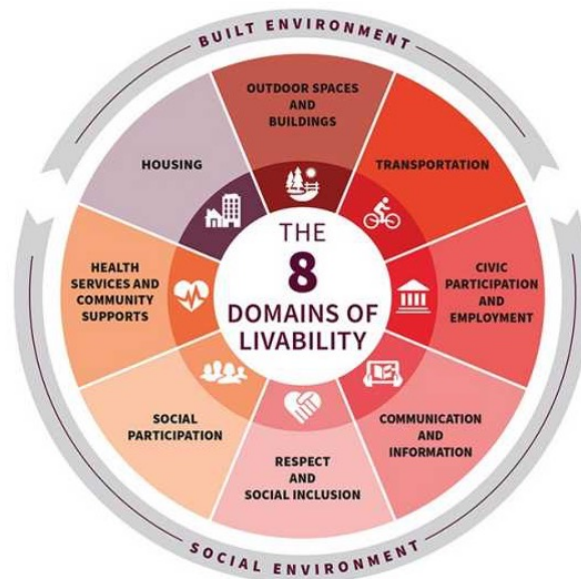 BUILT ENVIRONMENT
OUTDOOR SPACES
AND
BUILDINGS
HOUSING
TRANSPORTATION
THE
8
DOMAINS OF
LIVABILITY
HEALTH
SERVICES AND
COMMUNITY
SUPPORTS
CIVIC
PARTICIPATION
AND
EMPLOYMENT
SOCIAL
PARTICIPATION
COMMUNICATION
AND
INFORMATION
RESPECT
AND
SOCIAL INCLUSION
SOCIAL ENVIRONMENT